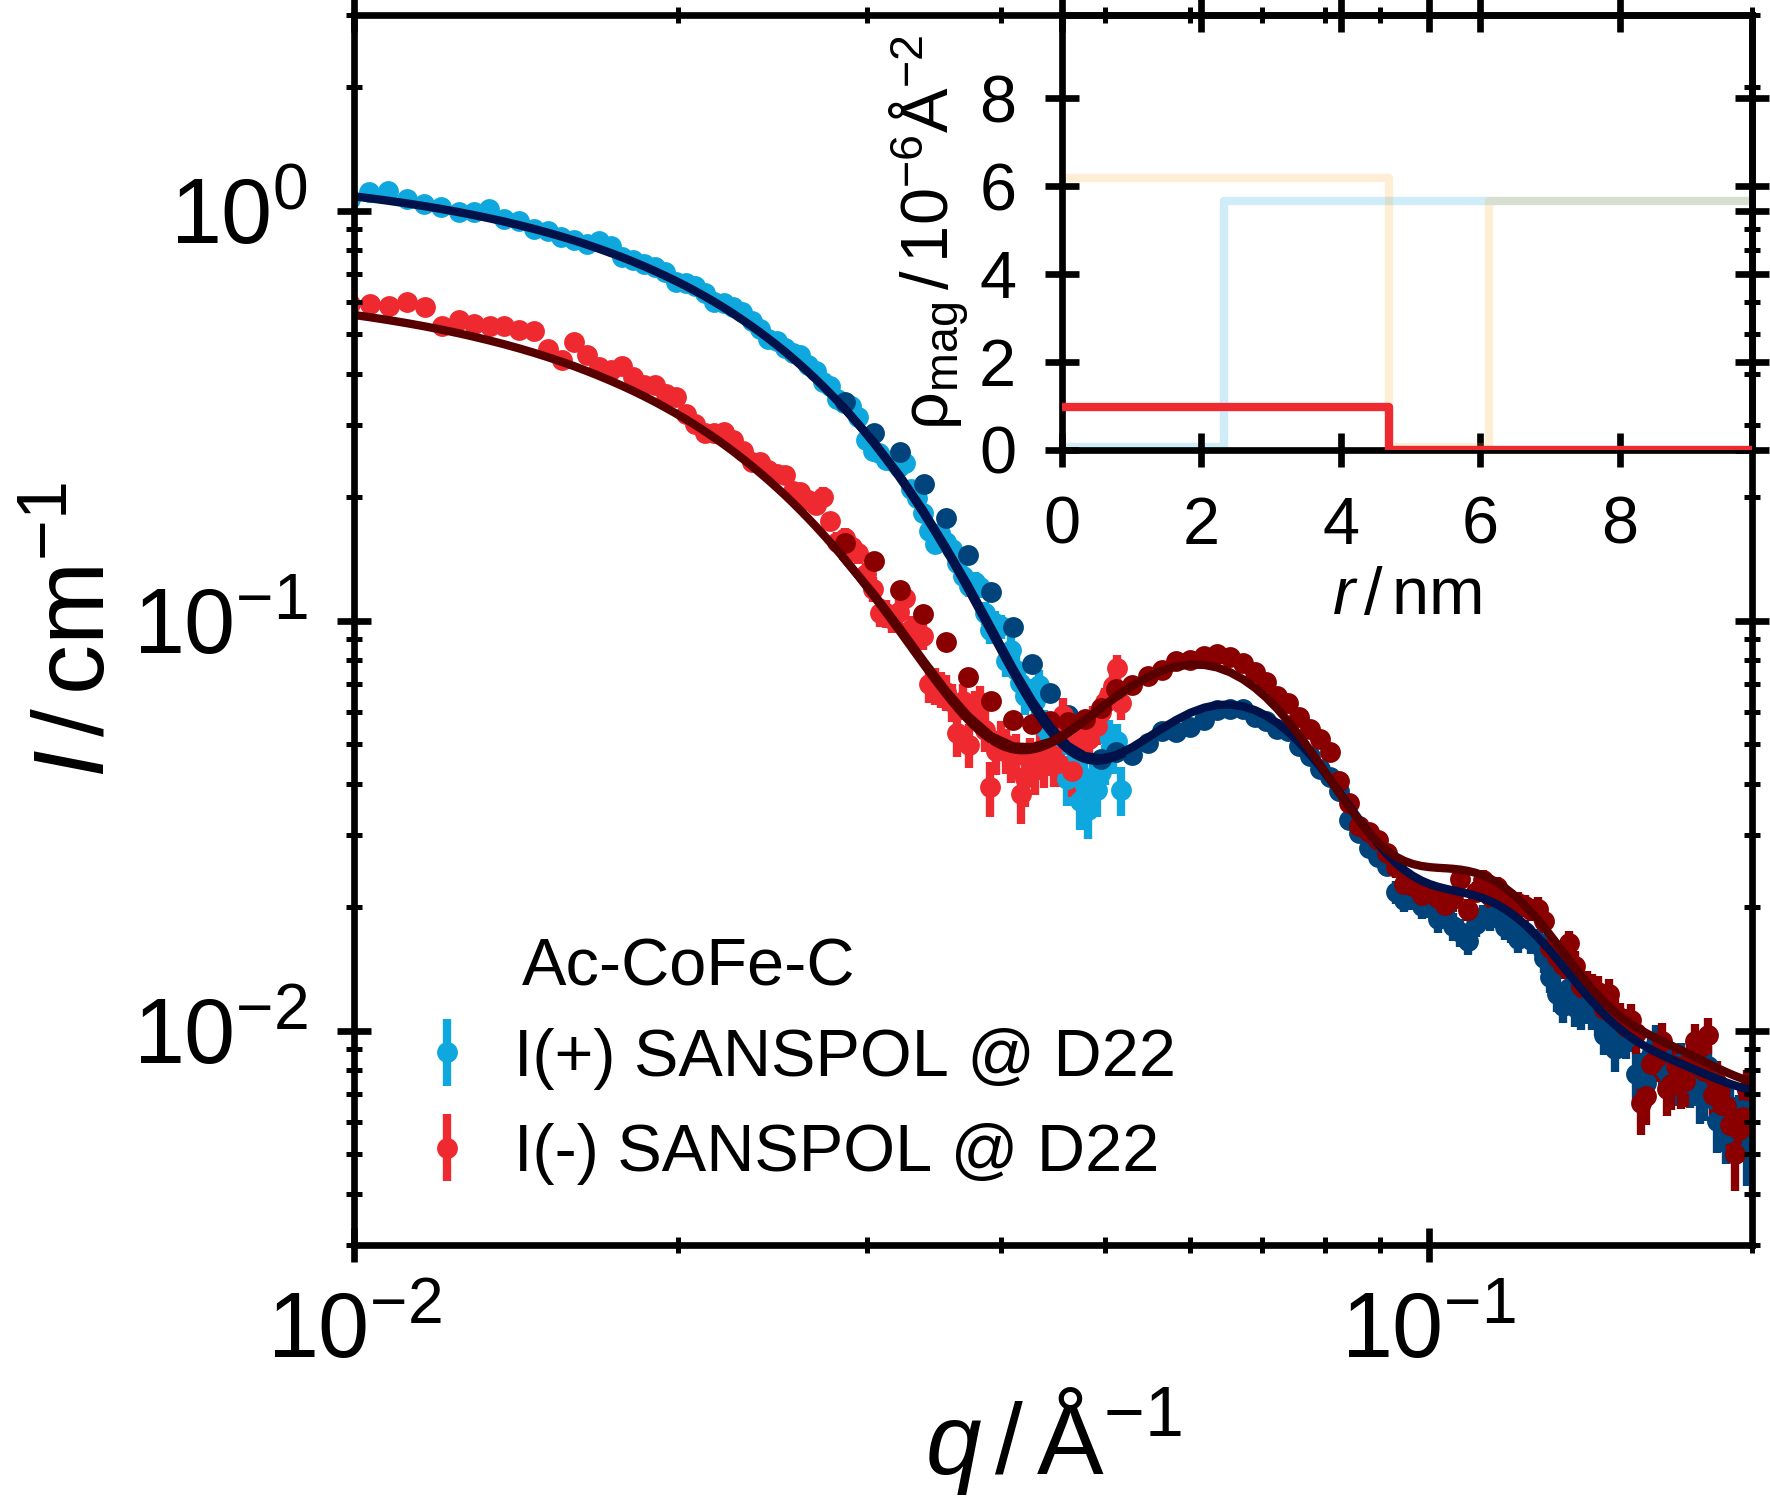 10⁰
10⁻¹
10⁻²
I / cm⁻¹
10⁻²
10⁻¹
q / Å⁻¹
ρmag / 10⁻⁶Å⁻²
8
6
4
2
0
0 2 4 6 8
r / nm
Ac-CoFe-C
I(+) SANSPOL @ D22
I(-) SANSPOL @ D22